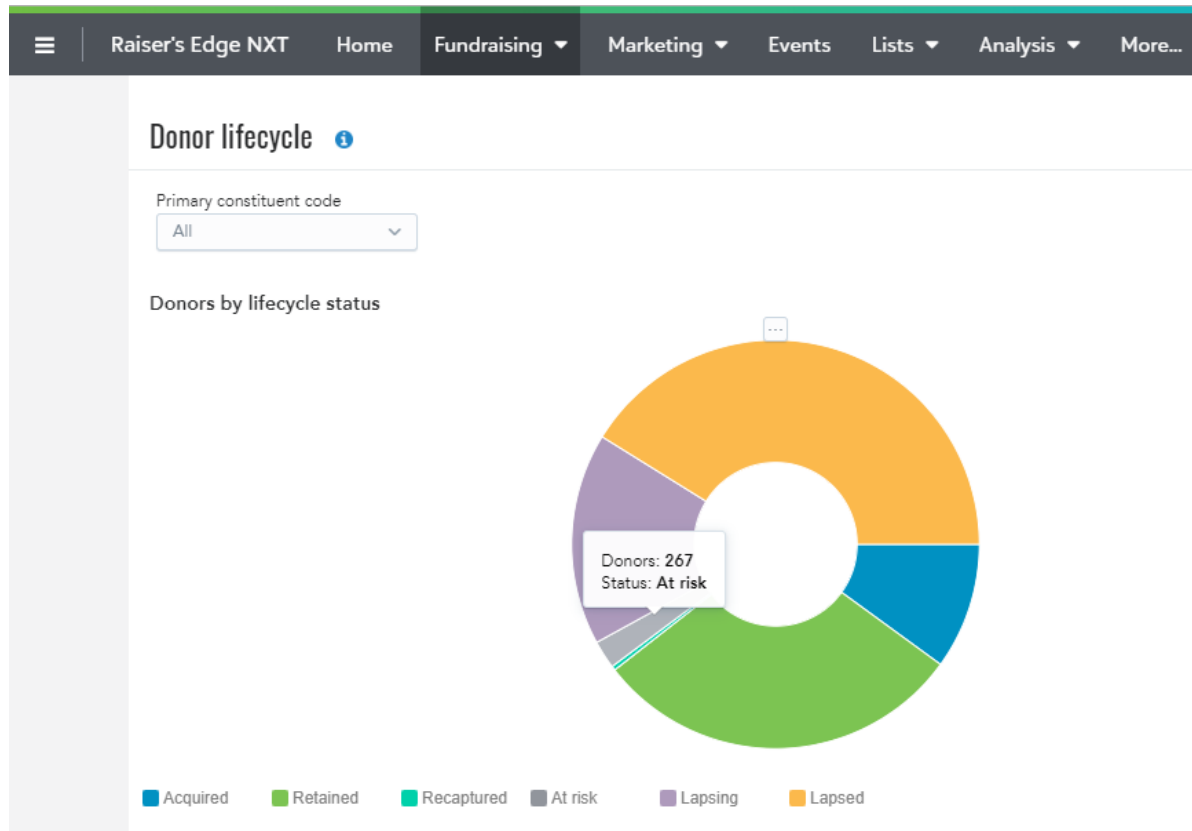 Raiser's Edge NXT Home Fundraising Marketing Events Lists Analysis More...
Donor lifecycle
Primary constituent code
All
Donors by lifecycle status
Donors: 267
Status: At risk
Acquired Retained Recaptured At risk Lapsing Lapsed